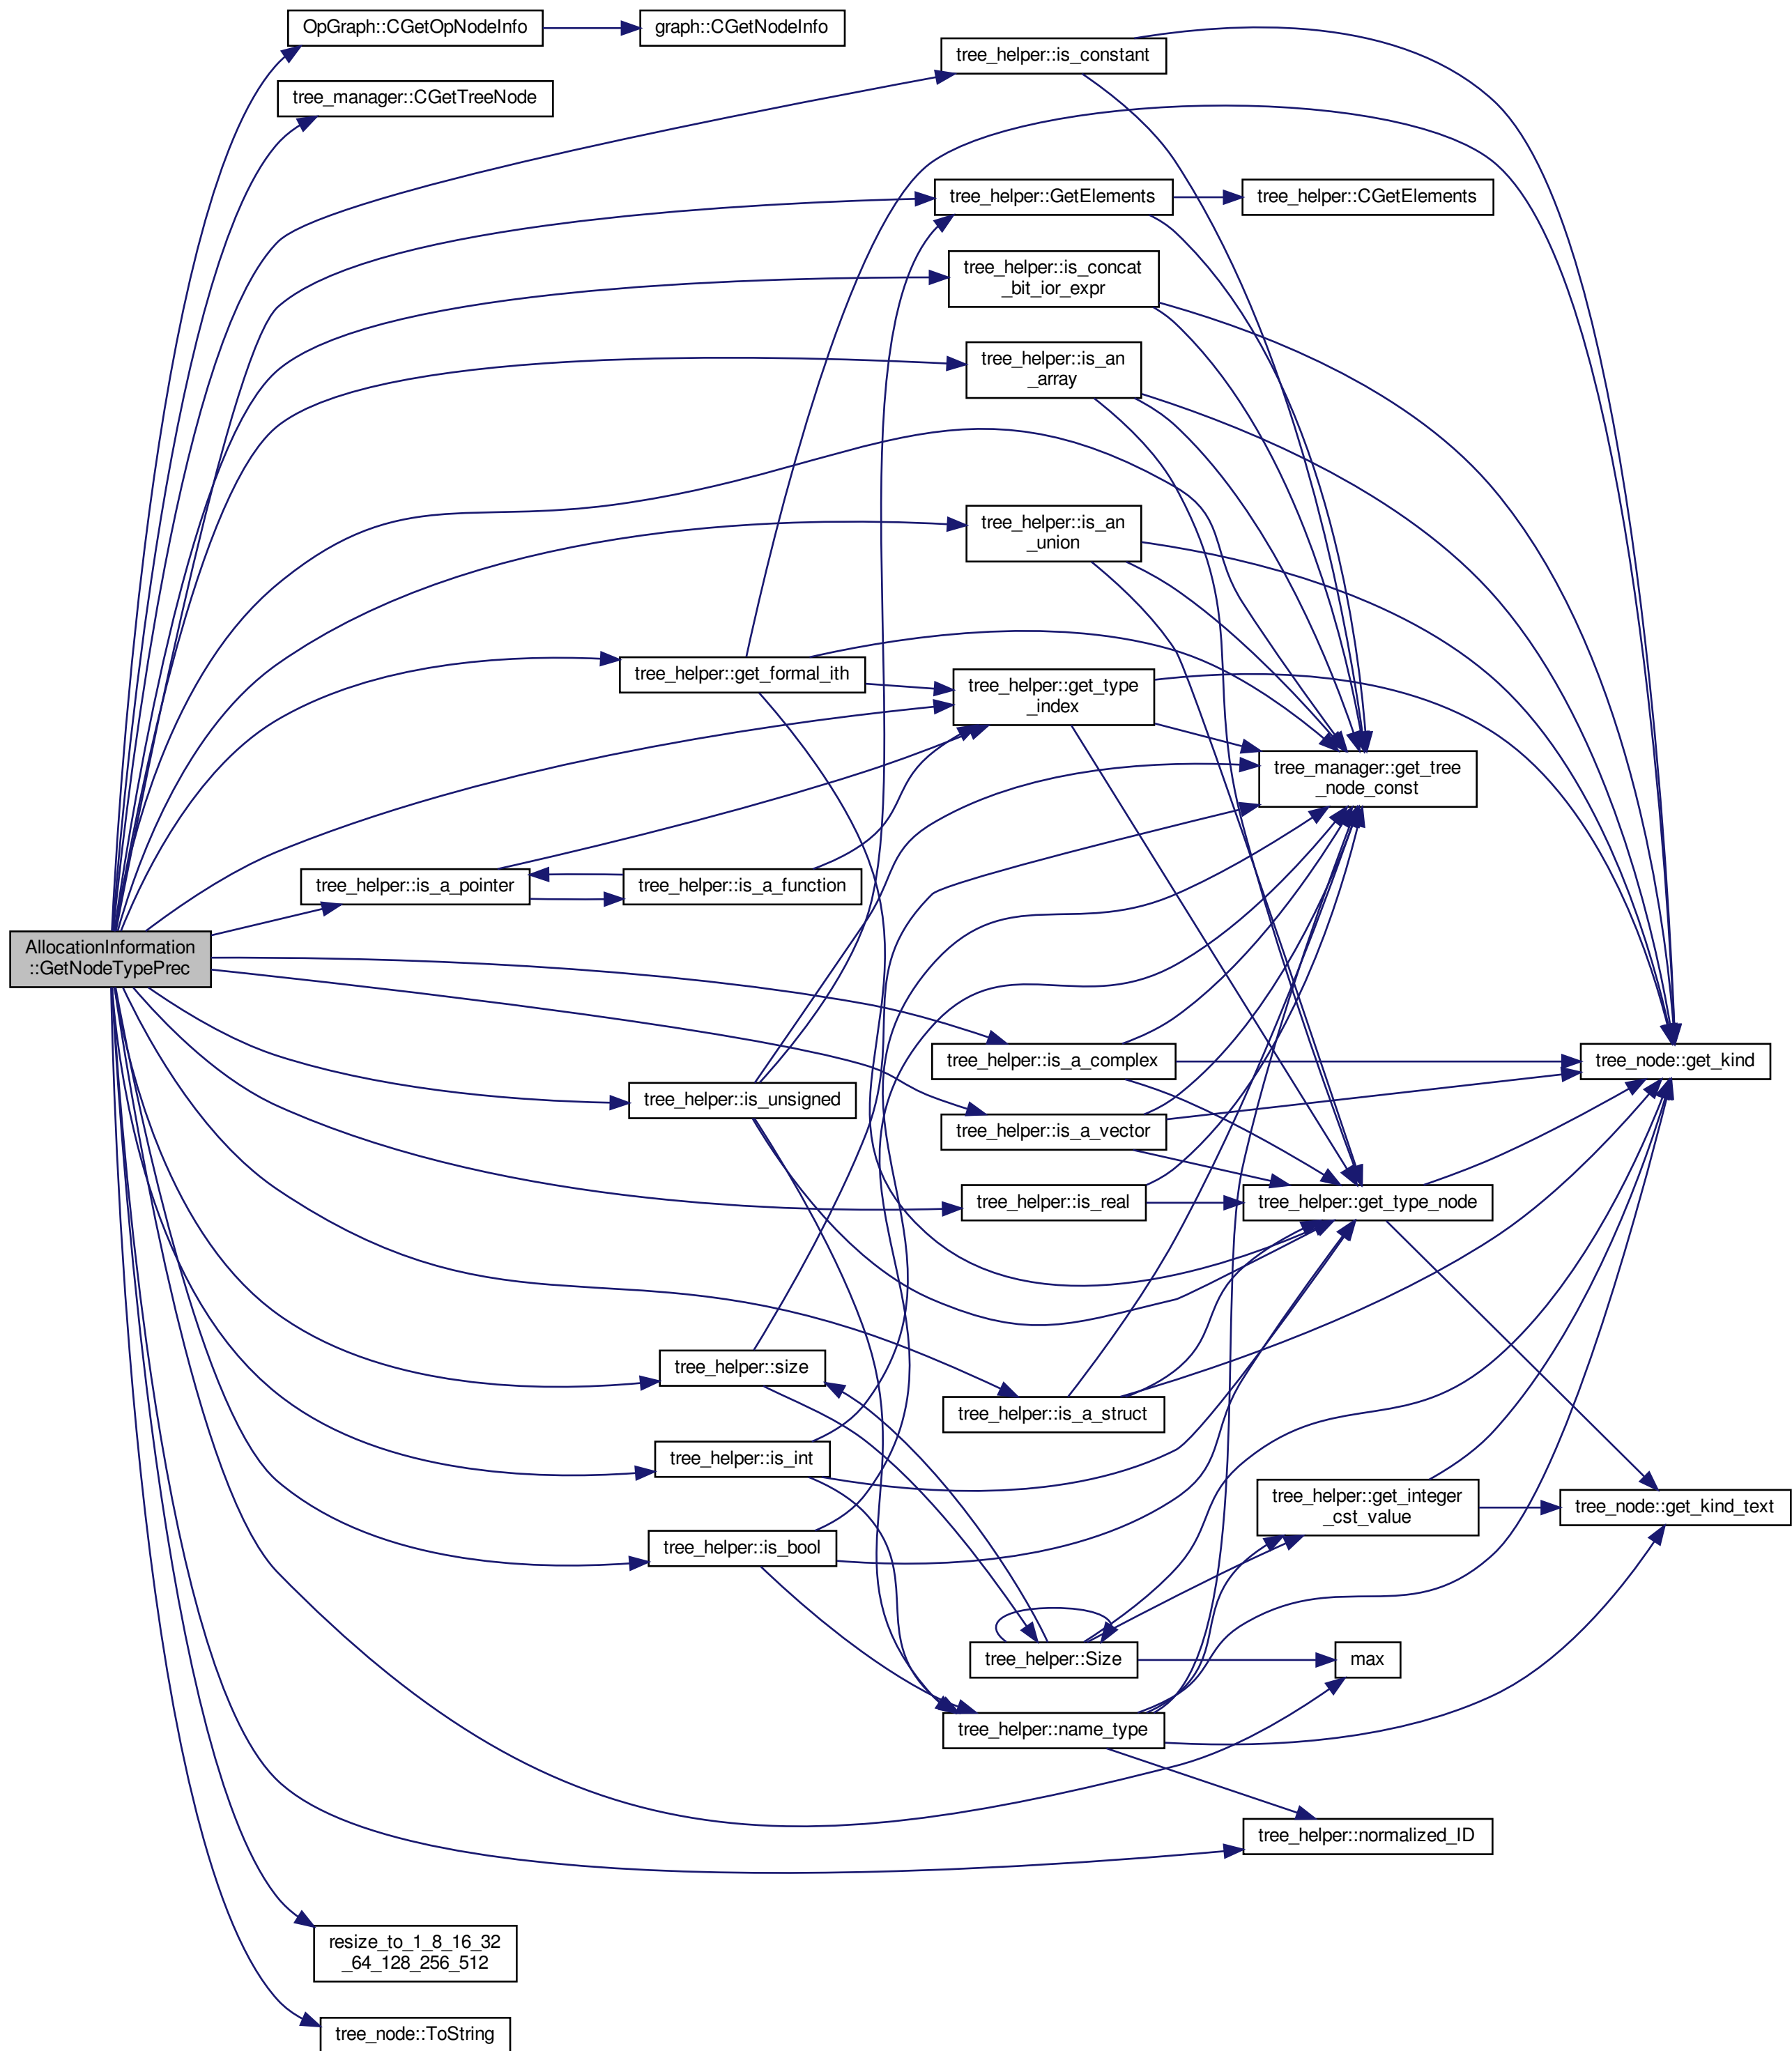 OpGraph::CGetOpNodeInfo
graph::CGetNodeInfo
tree_helper::is_constant
tree_manager::CGetTreeNode
tree_helper::GetElements
tree_helper::CGetElements
tree_helper::is_concat
_bit_ior_expr
tree_helper::is_an
_array
tree_helper::is_an
_union
tree_helper::get_formal_ith
tree_helper::get_type
_index
tree_manager::get_tree
_node_const
tree_helper::is_a_pointer
tree_helper::is_a_function
AllocationInformation
::GetNodeTypePrec
tree_helper::is_a_complex
tree_node::get_kind
tree_helper::is_unsigned
tree_helper::is_a_vector
tree_helper::is_real
tree_helper::get_type_node
tree_helper::size
tree_helper::is_a_struct
tree_helper::is_int
tree_helper::get_integer
_cst_value
tree_node::get_kind_text
tree_helper::is_bool
tree_helper::Size
max
tree_helper::name_type
tree_helper::normalized_ID
resize_to_1_8_16_32
_64_128_256_512
tree_node::ToString